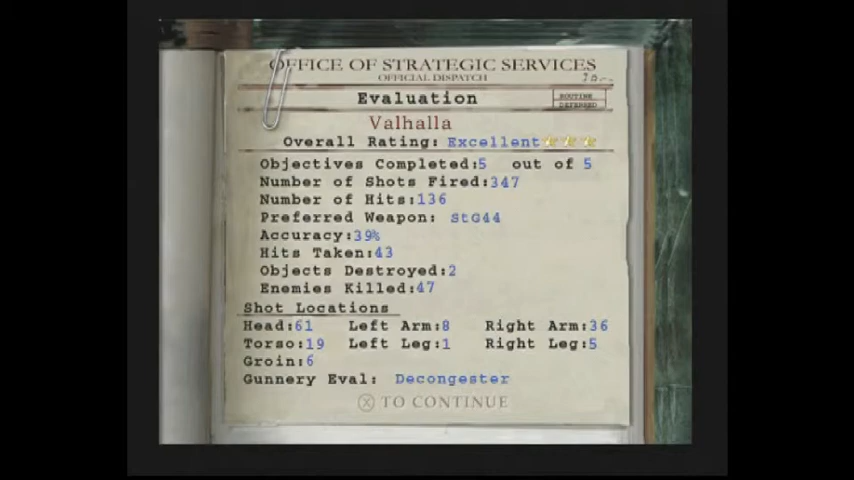 OFFICE OF STRATEGIC SERVICES
OFFICIAL DISPATCH
Evaluation
ROUTINE
DEFERRED
Valhalla
Overall Rating: Excellent
Objectives Completed:5 out of 5
Number of Shots Fired:347
Number of Hits:136
Preferred Weapon: StG44
Accuracy:39%
Hits Taken:43
Objects Destroyed:2
Enemies Killed:47
Shot Locations
Head:61 Left Arm:8 Right Arm:36
Torso:19 Left Leg:1 Right Leg:5
Groin:6
Gunnery Eval: Decongester
X TO CONTINUE